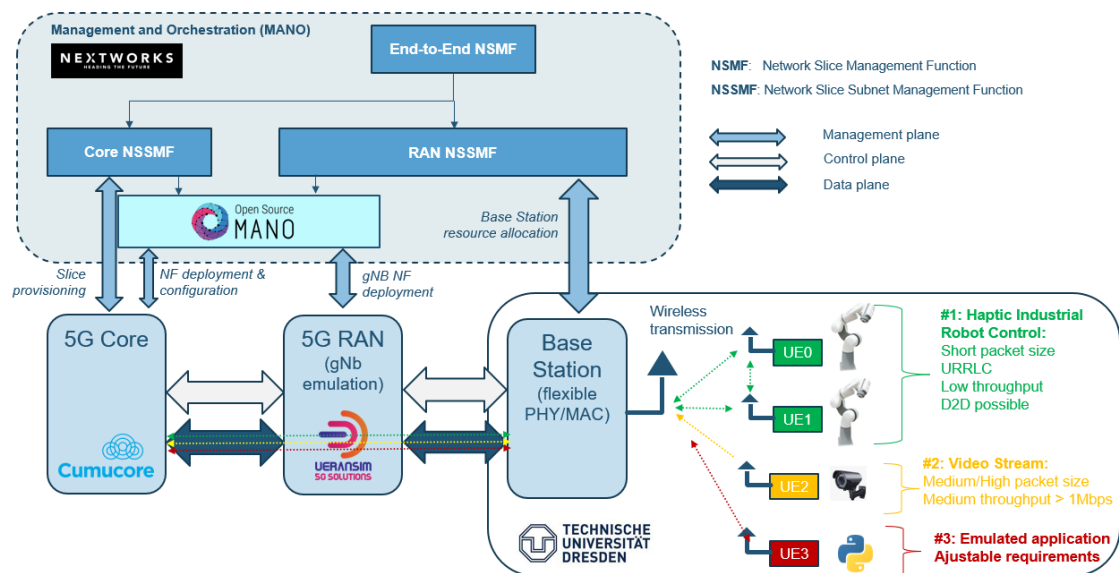 Management and Orchestration (MANO)
NEXTWORKS
HEADING THE FUTURE
End-to-End NSMF
NSMF: Network Slice Management Function
NSSMF: Network Slice Subnet Management Function
Management plane
Control plane
Data plane
Core NSSMF
RAN NSSMF
Open Source
MANO
Base Station
resource allocation
Slice
provisioning
NF deployment &
configuration
gNB NF
deployment
5G Core
Cumucore
5G RAN
(gNb
emulation)
UERANSIM
5G SOLUTIONS
Base
Station
(flexible
PHY/MAC)
Wireless
transmission
UE0
UE1
UE2
UE3
#1: Haptic Industrial
Robot Control:
Short packet size
URRLC
Low throughput
D2D possible
#2: Video Stream:
Medium/High packet size
Medium throughput > 1Mbps
#3: Emulated application
Ajustable requirements
TECHNISCHE
UNIVERSITÄT
DRESDEN